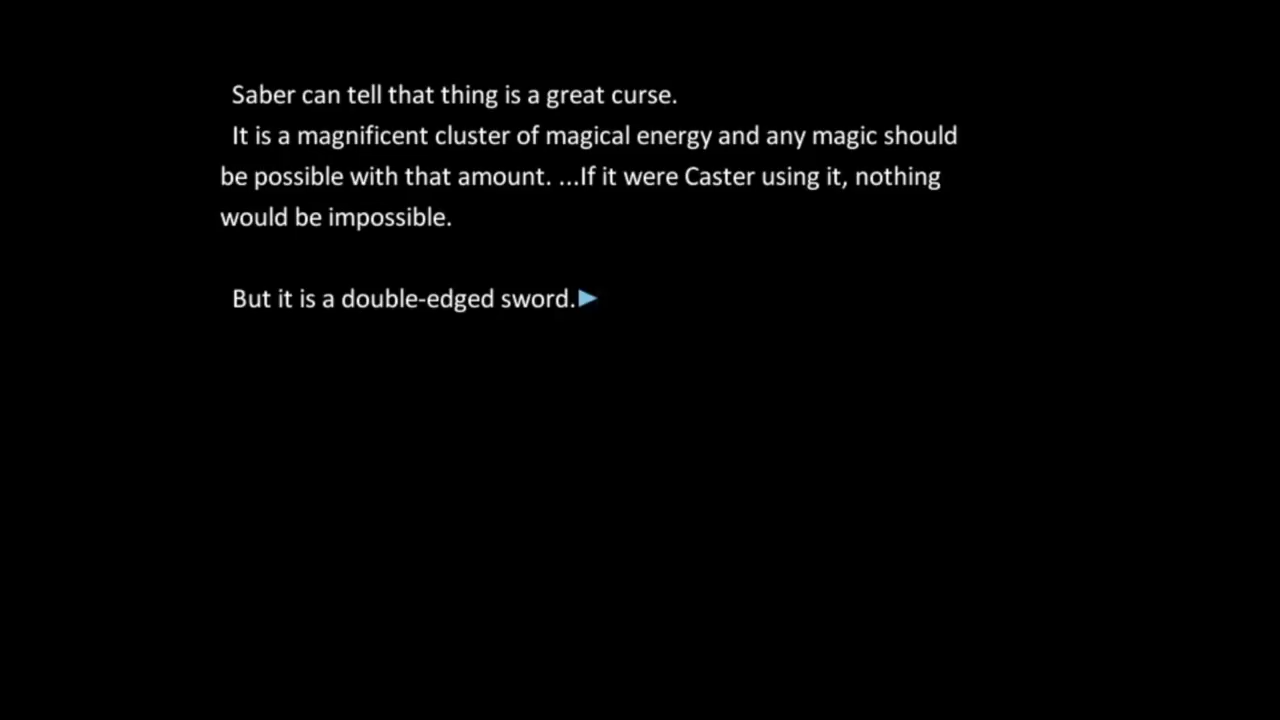 Saber can tell that thing is a great curse.
It is a magnificent cluster of magical energy and any magic should
be possible with that amount. ...If it were Caster using it, nothing
would be impossible.
But it is a double-edged sword.